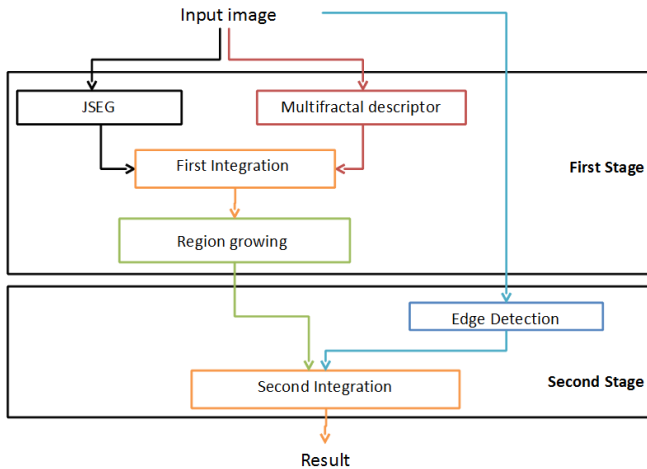 Input image
JSEG
Multifractal descriptor
First Integration
First Stage
Region growing
Edge Detection
Second Integration
Second Stage
Result